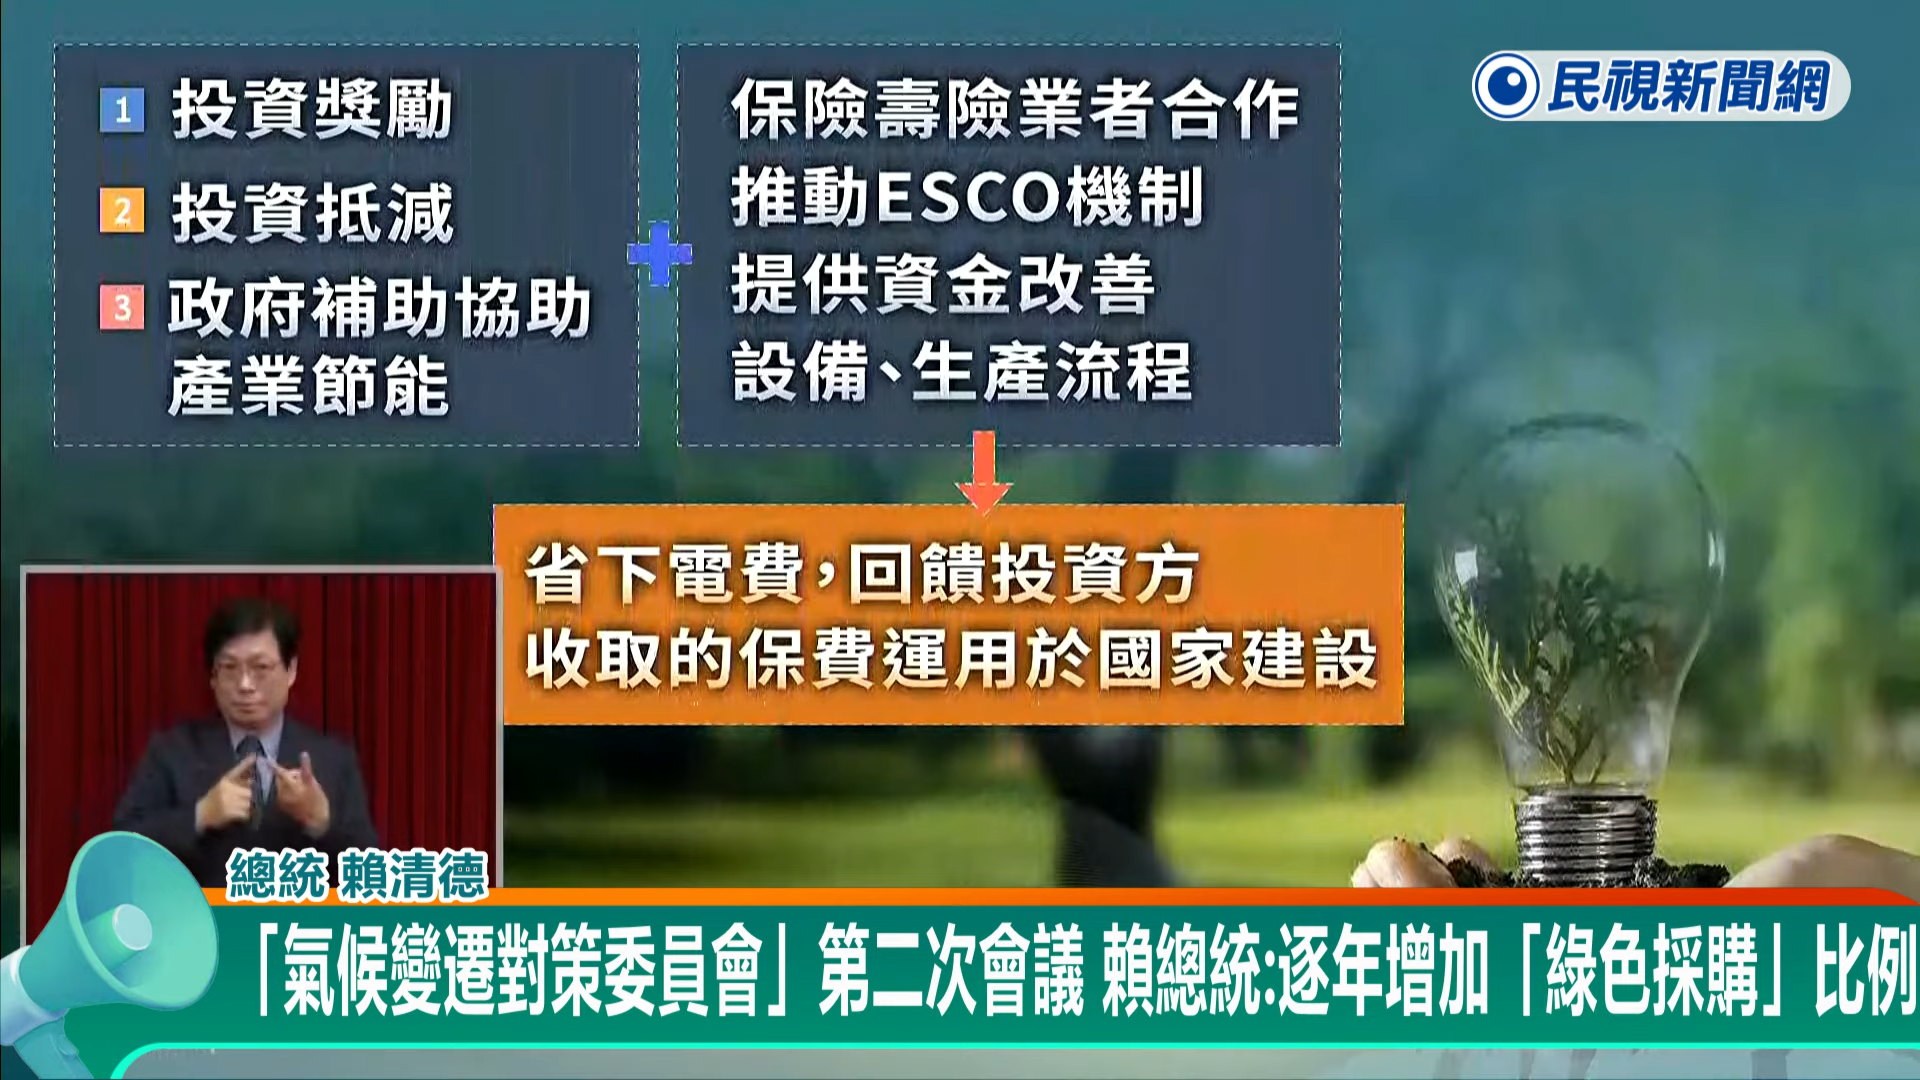 民視新聞網
1 投資獎勵
2 投資抵減
3 政府補助協助
產業節能
保險壽險業者合作
推動ESCO機制
提供資金改善
設備、生產流程
省下電費,回饋投資方
收取的保費運用於國家建設
總統 賴清德
「氣候變遷對策委員會」第二次會議 賴總統:逐年增加「綠色採購」比例